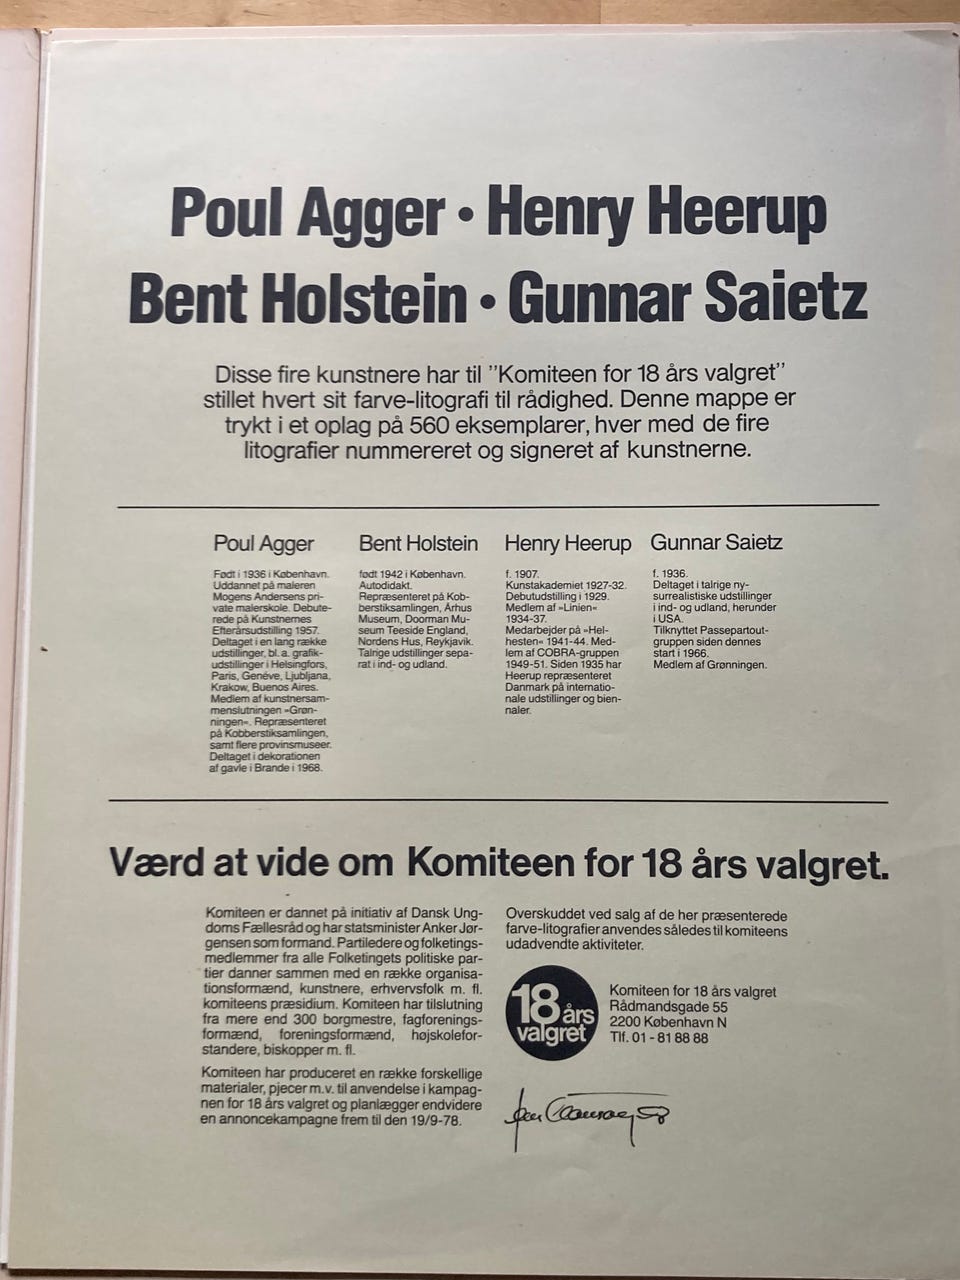 Poul Agger • Henry Heerup
Bent Holstein • Gunnar Saietz
Disse fire kunstnere har til "Komiteen for 18 års valgret"
stillet hvert sit farve-litografi til rådighed. Denne mappe er
trykt i et oplag på 560 eksemplarer, hver med de fire
litografier nummereret og signeret af kunstnerne.
Poul Agger
Født i 1936 i København.
Uddannet på maleren
Mogens Andersens pri-
vate malerskole. Debute-
rede på Kunstnernes
Efterårsudstilling 1957.
Deltaget i en lang række
udstillinger, bl. a. grafik-
udstillinger i Helsingfors,
Paris, Genève, Ljubljana,
Krakow, Buenos Aires.
Medlem af kunstnersam-
menslutningen »Grøn-
ningen«. Repræsenteret
på Kobberstiksamlingen,
samt flere provinsmuseer.
Deltaget i dekorationen
af gavle i Brande i 1968.
Bent Holstein
født 1942 i København.
Autodidakt.
Repræsenteret på Kob-
berstiksamlingen, Århus
Museum, Doorman Mu-
seum Teeside England,
Nordens Hus, Reykjavik.
Talrige udstillinger sepa-
rat i ind- og udland.
Henry Heerup
f. 1907.
Kunstakademiet 1927-32.
Debutudstilling i 1929.
Medlem af »Linien«
1934-37.
Medarbejder på »Hel-
hesten« 1941-44. Med-
lem af COBRA-gruppen
1949-51. Siden 1935 har
Heerup repræsenteret
Danmark på internatio-
nale udstillinger og bien-
naler.
Gunnar Saietz
f. 1936.
Deltaget i talrige ny-
surrealistiske udstillinger
i ind- og udland, herunder
i USA.
Tilknyttet Passepartout-
gruppen siden dennes
start i 1966.
Medlem af Grønningen.
Værd at vide om Komiteen for 18 års valgret.
Komiteen er dannet på initiativ af Dansk Ung-
doms Fællesråd og har statsminister Anker Jør-
gensen som formand. Partiledere og folketings-
medlemmer fra alle Folketingets politiske par-
tier danner sammen med en række organisa-
tionsformænd, kunstnere, erhvervsfolk m. fl.
komiteens præsidium. Komiteen har tilslutning
fra mere end 300 borgmestre, fagforenings-
formænd, foreningsformænd, højskolefor-
standere, biskopper m. fl.
Komiteen har produceret en række forskellige
materialer, pjecer m.v. til anvendelse i kampag-
nen for 18 års valgret og planlægger endvidere
en annoncekampagne frem til den 19/9-78.
Overskuddet ved salg af de her præsenterede
farve-litografier anvendes således til komiteens
udadvendte aktiviteter.
18 års
valgret
Komiteen for 18 års valgret
Rådmandsgade 55
2200 København N
Tlf. 01 - 81 88 88